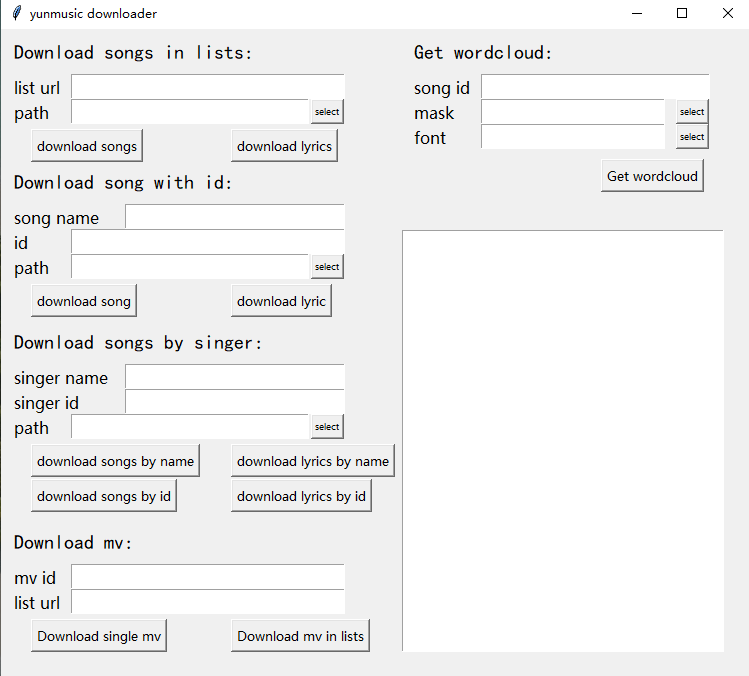 yunmusic downloader
Download songs in lists:
list url
path
select
download songs
download lyrics
Download song with id:
song name
id
path
select
download song
download lyric
Download songs by singer:
singer name
singer id
path
select
download songs by name
download lyrics by name
download songs by id
download lyrics by id
Download mv:
mv id
list url
Download single mv
Download mv in lists
Get wordcloud:
song id
mask
select
font
select
Get wordcloud